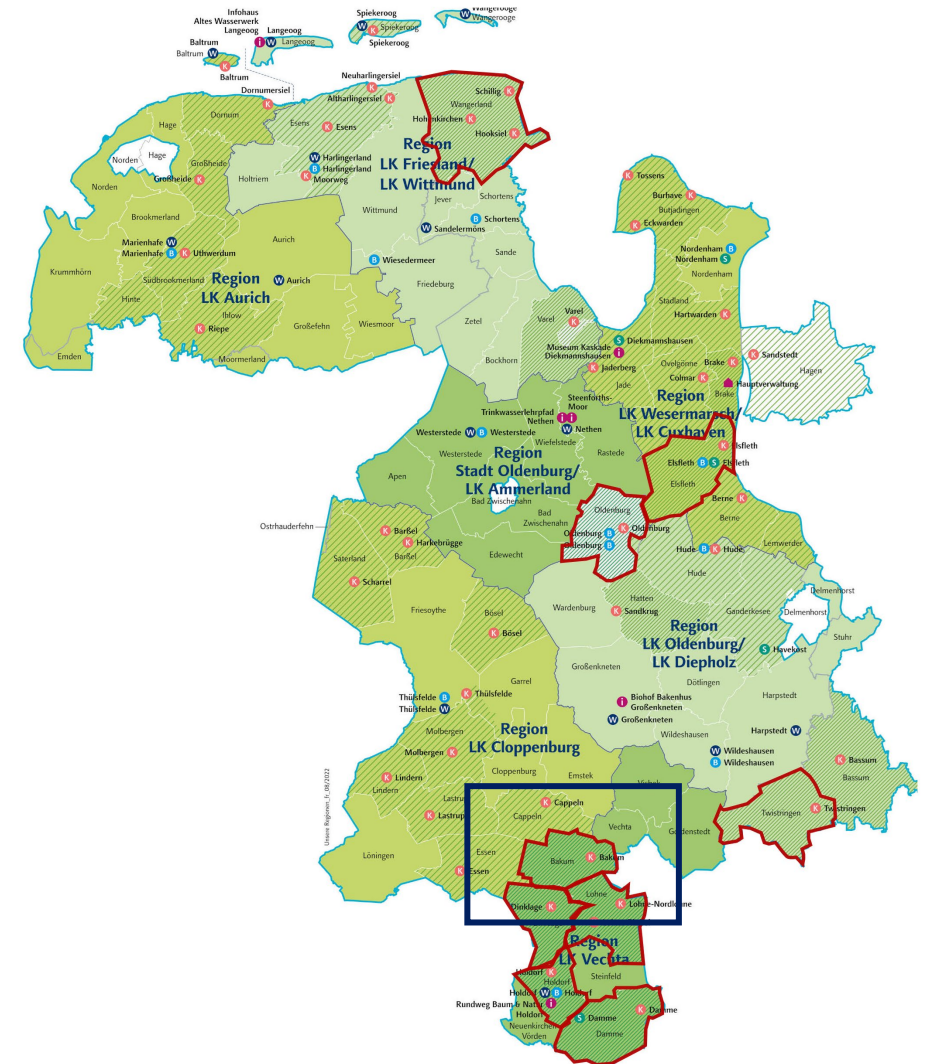 Infohaus
Altes Wasserwerk
Langeoog
i
W
Langeoog
Langeoog
Spiekeroog
W
K
Spiekeroog
Spiekeroog
Wangerooge
W
Wangerooge
Baltrum
Baltrum
W
K
Baltrum
Dornumersiel
K
Neuharlingersiel
K
Altharlingersiel
K
Schillig
K
Wangerland
Hohenkirchen
K
Hooksiel
K
Hage
Dornum
Esens
K
Esens
Norden
Hage
Großheide
Großheide
K
Norden
Holtriem
W
Harlingerland
B
Harlingerland
K
Moorweg
Region
LK Friesland/
LK Wittmund
Jever
Schortens
Wittmund
B
Schortens
W
Sandelermöns
Sande
B
Wiesedermeer
Friedeburg
Brookmerland
Marienhafe
W
Marienhafe
B
K
Uthwerdum
Aurich
Krummhörn
Südbrookmerland
Region
LK Aurich
W
Aurich
Hinte
Ihlow
K
Riepe
Großefehn
Wiesmoor
Emden
Moormerland
Zetel
Bockhorn
Varel
Varel
K
K
Tossens
Burhave
K
Butjadingen
K
Eckwarden
Nordenham
B
Nordenham
S
Nordenham
Stadland
Hartwarden
K
S
Diekmannshausen
Museum Kaskade
Diekmannshausen
i
K
Jaderberg
Jade
Ovelgönne
Brake
K
Colmar
K
Hauptverwaltung
Brake
K
Sandstedt
Hagen
Region
LK Wesermarsch/
LK Cuxhaven
K
Elsfleth
Elsfleth
B
S
Elsfleth
Elsfleth
Berne
K
Berne
Lemwerder
Steenforths-
Moor
Trinkwasserlehrpfad
Nethen
i
i
W
Nethen
Westerstede
W
B
Westerstede
Wiefelstede
Westerstede
Rastede
Region
Stadt Oldenburg/
LK Ammerland
Apen
Bad Zwischenahn
Bad
Zwischenahn
Edewecht
Oldenburg
K
Oldenburg
Oldenburg
B
Oldenburg
B
Ostrhauderfehn
K
Barßel
K
Harkebrügge
Barßel
Saterland
K
Scharrel
Hude
B
K
Hude
Hude
Wardenburg
Hatten
K
Sandkrug
Ganderkesee
Delmenhorst
Delmenhorst
Stuhr
Region
LK Oldenburg/
LK Diepholz
S
Havekost
Friesoythe
Bösel
K
Bösel
Großenkneten
Dötlingen
Harpstedt
Garrel
Thülsfelde
B
K
Thülsfelde
Thülsfelde
W
i
Biohof Bakenhus
Großenkneten
W
Großenkneten
Harpstedt
W
Wildeshausen
W
Wildeshausen
B
Wildeshausen
Molbergen
Molbergen
K
Region
LK Cloppenburg
Cloppenburg
Emstek
K
Lindern
Lindern
K
Bassum
Bassum
Twistringen
K
Twistringen
Unsere Regionen_fr_08/2022
Lastrup
K
Lastrup
K
Cappeln
Cappeln
Vechta
Goldenstedt
Löningen
Essen
K
Essen
Bakum
K
Bakum
Lohne
K
Lohne-Nordlohne
Dinklage
K
Region
LK Vechta
Steinfeld
Holdorf
K
Holdorf
Holdorf
W
B
Holdorf
Rundweg Baum & Natur
Holdorf
i
Neuenkirchen-
Vörden
S
Damme
K
Damme
Damme